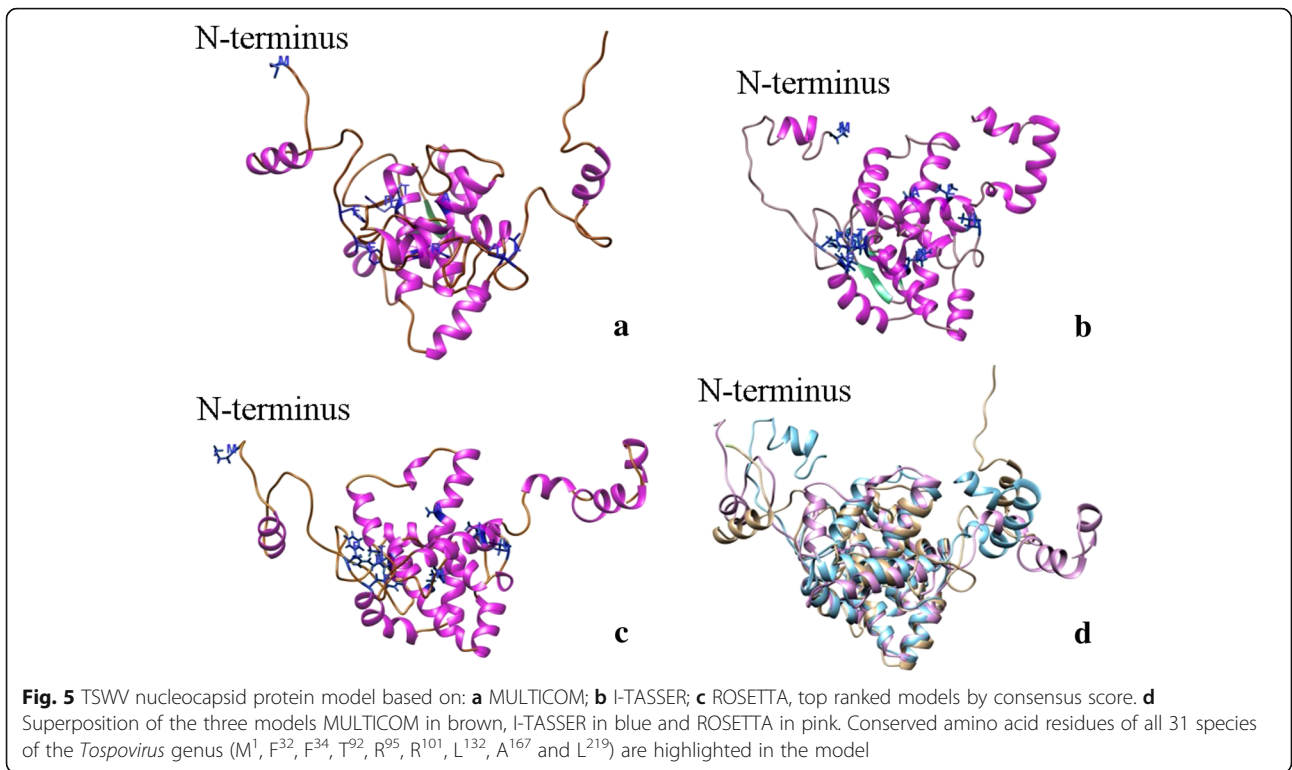 N-terminus
M
a
N-terminus
M
b
N-terminus
M
c
N-terminus
d
Fig. 5 TSWV nucleocapsid protein model based on: a MULTICOM; b I-TASSER; c ROSETTA, top ranked models by consensus score. d
Superposition of the three models MULTICOM in brown, I-TASSER in blue and ROSETTA in pink. Conserved amino acid residues of all 31 species
of the Tospovirus genus (M¹, F³², F³⁴, T⁹², R⁹⁵, R¹⁰¹, L¹³², A¹⁶⁷ and L²¹⁹) are highlighted in the model